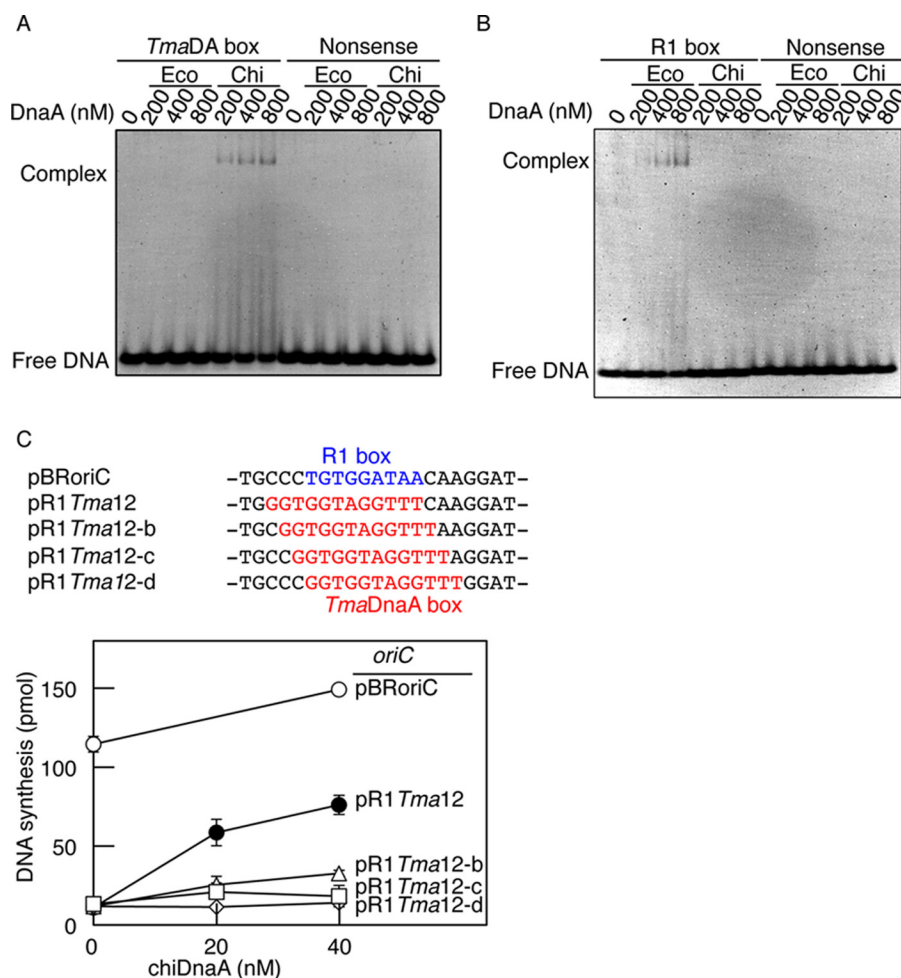 A
TmaDA box Nonsense
Eco Chi Eco Chi
DnaA (nM) 0 200 400 800 200 400 800 0 200 400 800 200 400 800
Complex
Free DNA
B
R1 box Nonsense
Eco Chi Eco Chi
DnaA (nM) 0 200 400 800 200 400 800 0 200 400 800 200 400 800
Complex
Free DNA
C
R1 box
pBRoriC –TGCCCTGTGGATAACAAGGAT–
pR1Tma12 –TGGGTGGTAGGTTTCAAGGAT–
pR1Tma12-b –TGCGGTGGTAGGTTTAAGGAT–
pR1Tma12-c –TGCCGGTGGTAGGTTTAGGAT–
pR1Tma12-d –TGCCCGGTGGTAGGTTTGGAT–
TmaDnaA box
oriC
pBRoriC
pR1Tma12
pR1Tma12-b
pR1Tma12-c
pR1Tma12-d
DNA synthesis (pmol)
150
100
50
0
0 20 40
chiDnaA (nM)